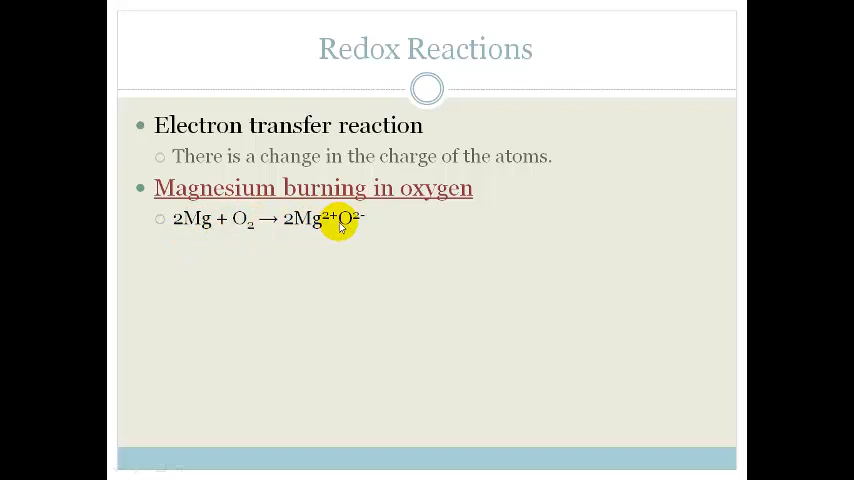 Redox Reactions
Electron transfer reaction
There is a change in the charge of the atoms.
Magnesium burning in oxygen
2Mg + O₂ → 2Mg²⁺O²⁻